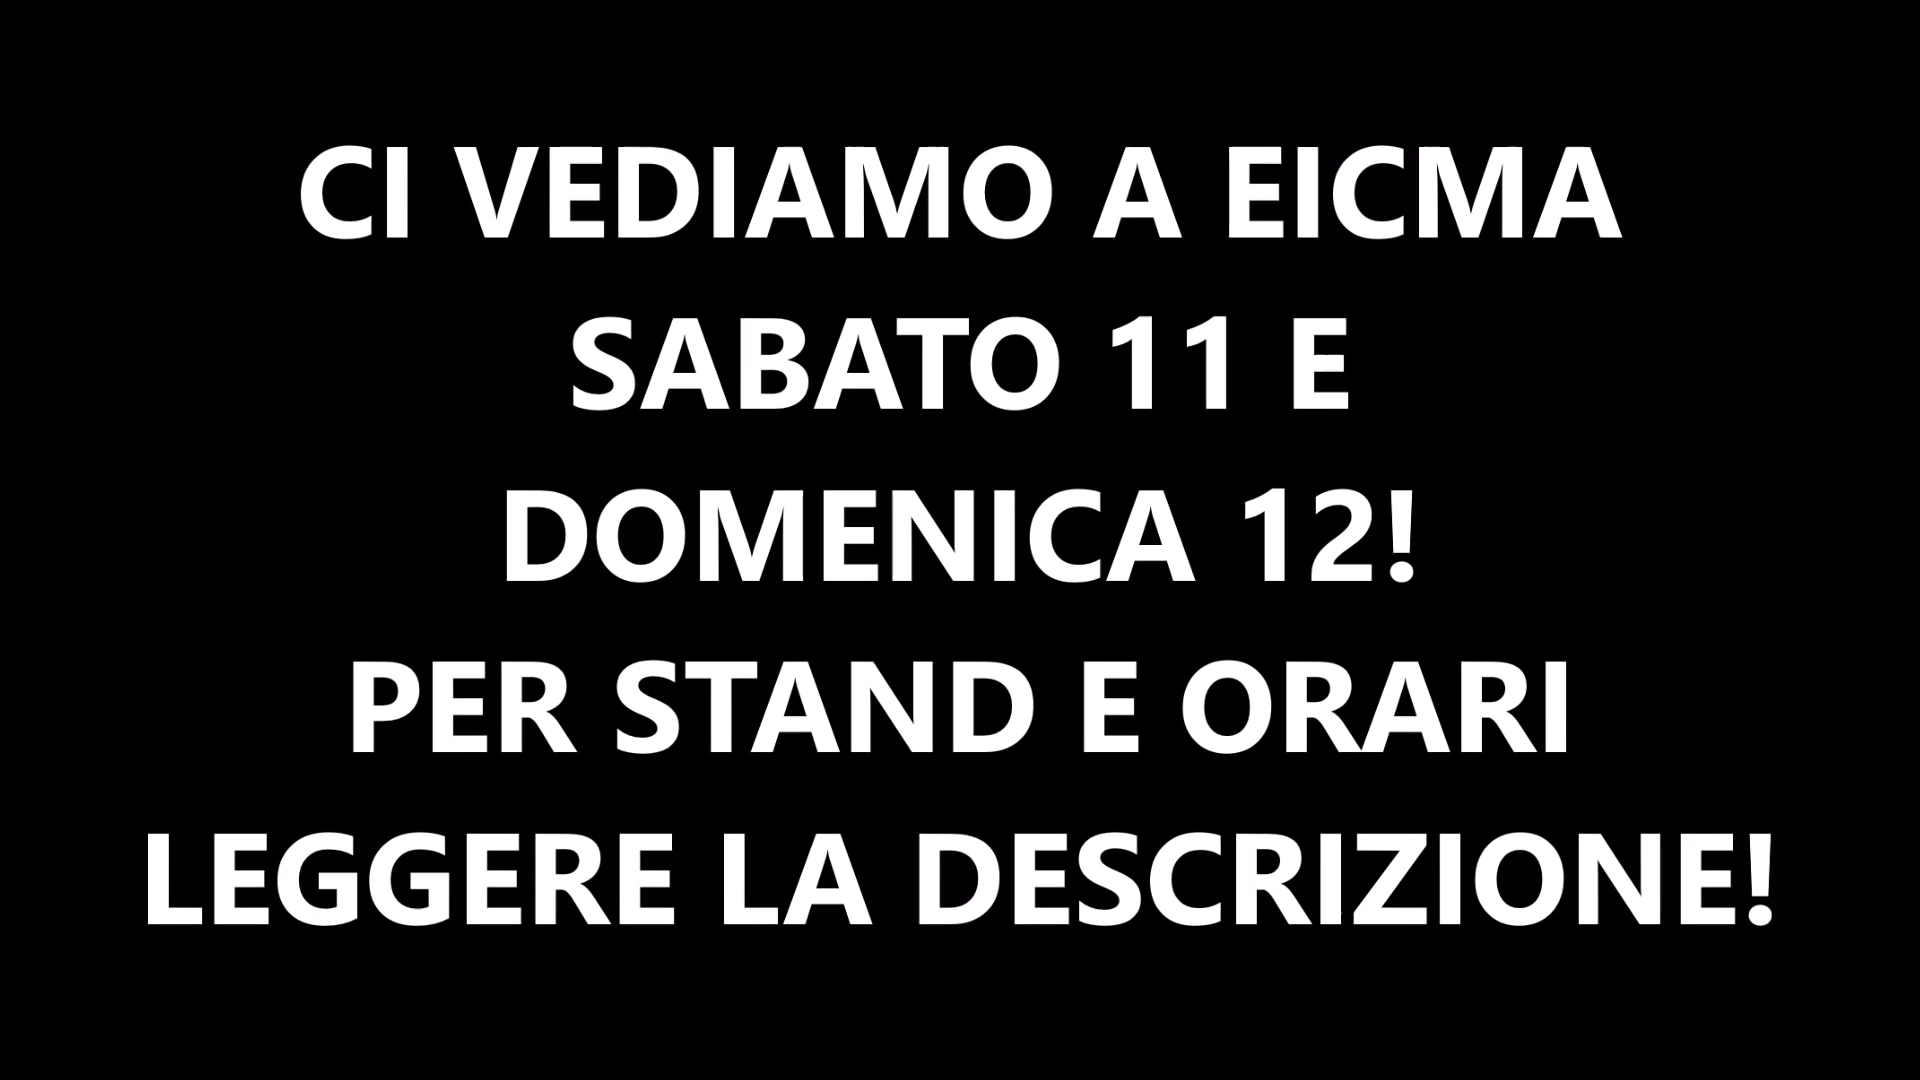 CI VEDIAMO A EICMA
SABATO 11 E
DOMENICA 12!
PER STAND E ORARI
LEGGERE LA DESCRIZIONE!